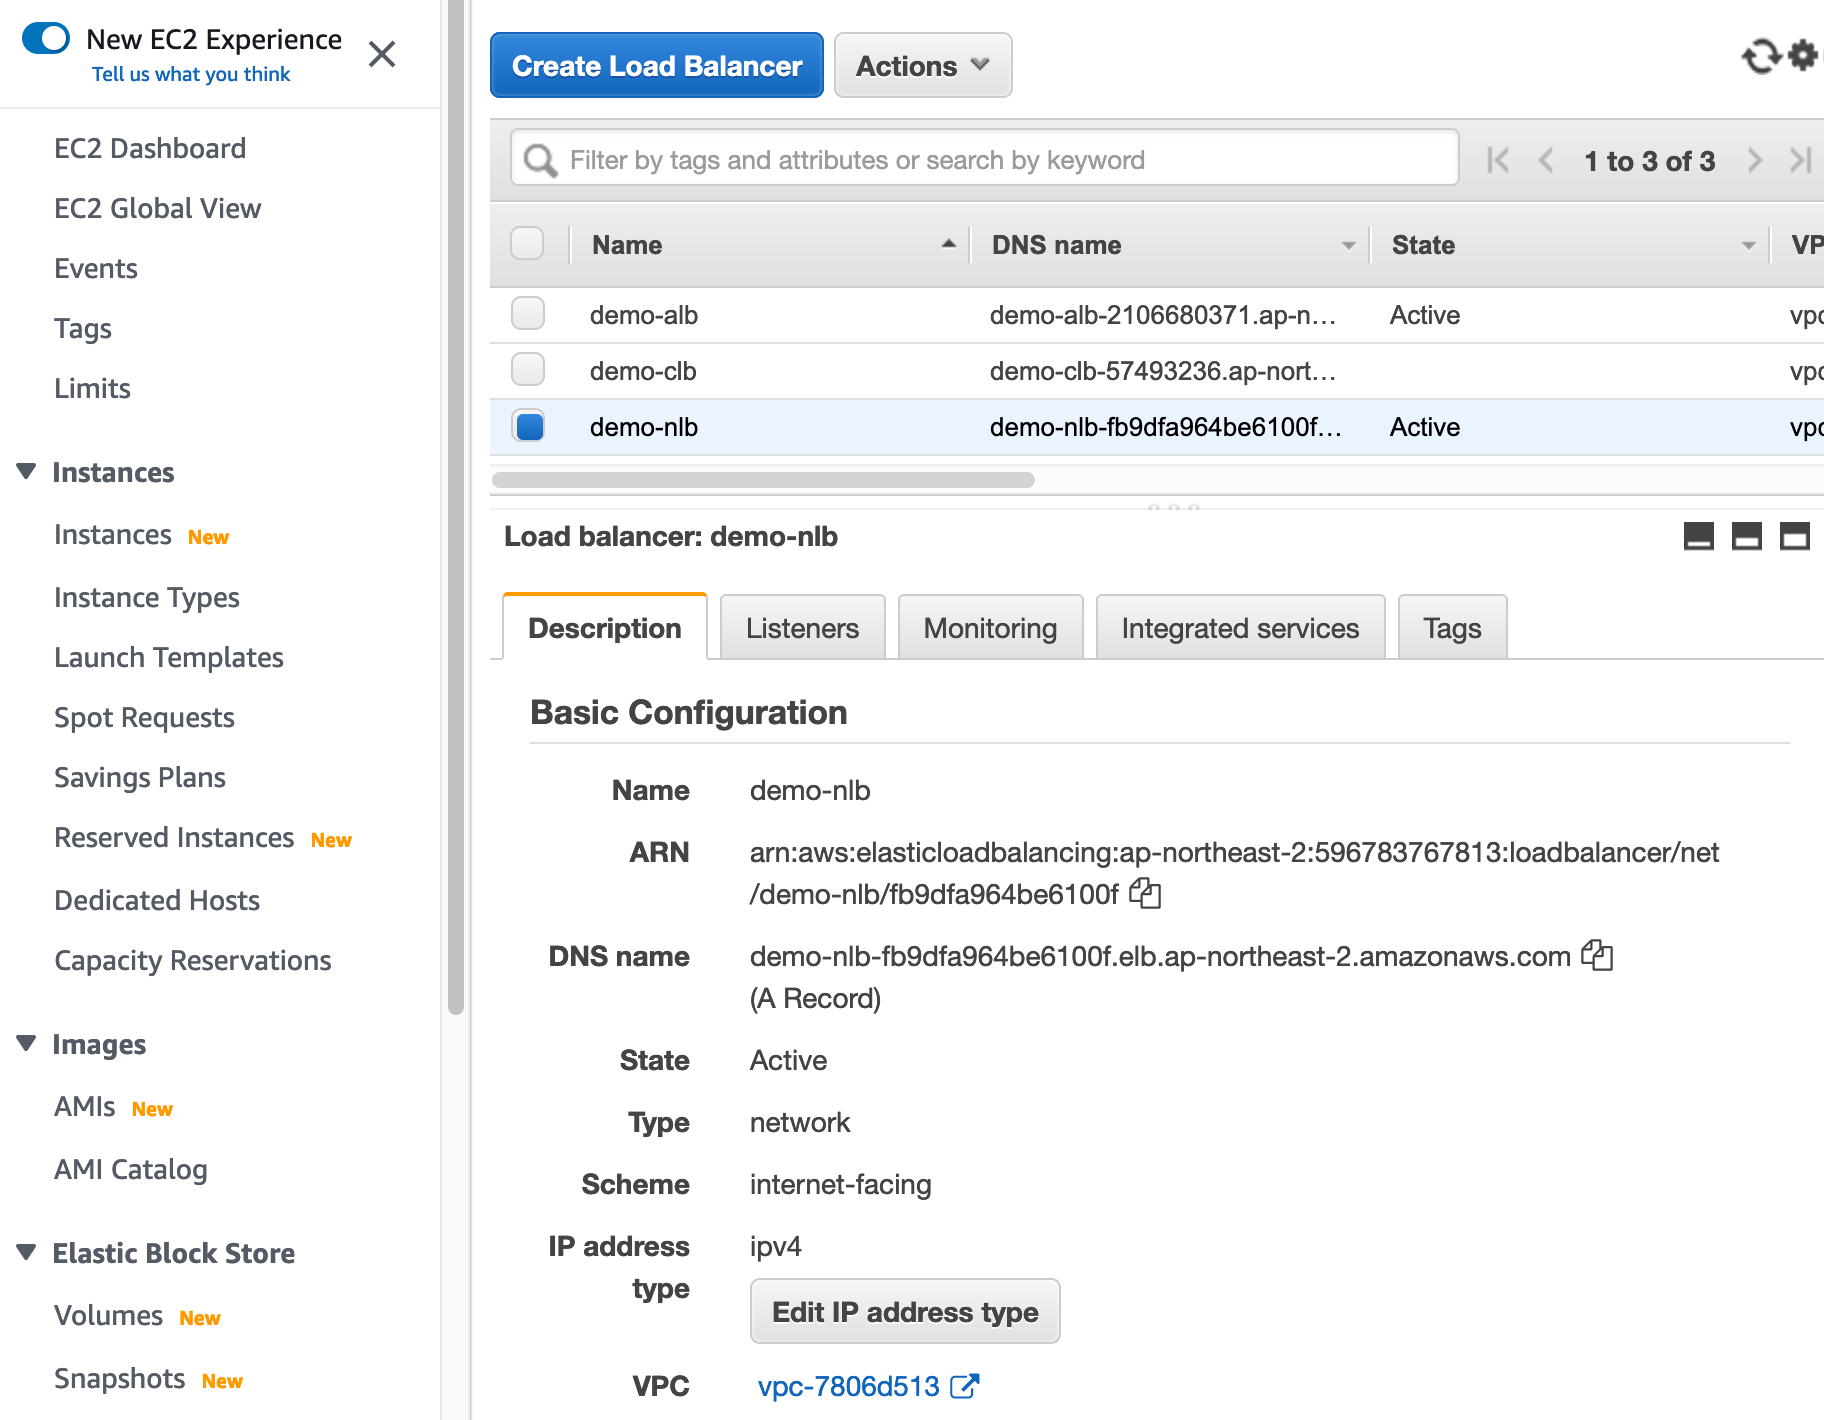 New EC2 Experience
Tell us what you think
EC2 Dashboard
EC2 Global View
Events
Tags
Limits
Instances
Instances New
Instance Types
Launch Templates
Spot Requests
Savings Plans
Reserved Instances New
Dedicated Hosts
Capacity Reservations
Images
AMIs New
AMI Catalog
Elastic Block Store
Volumes New
Snapshots New
Create Load Balancer Actions
Filter by tags and attributes or search by keyword 1 to 3 of 3
Name DNS name State VP
demo-alb demo-alb-2106680371.ap-n... Active vpc
demo-clb demo-clb-57493236.ap-nort... vpc
demo-nlb demo-nlb-fb9dfa964be6100f... Active vpc
Load balancer: demo-nlb
Description Listeners Monitoring Integrated services Tags
Basic Configuration
Name demo-nlb
ARN arn:aws:elasticloadbalancing:ap-northeast-2:596783767813:loadbalancer/net
/demo-nlb/fb9dfa964be6100f
DNS name demo-nlb-fb9dfa964be6100f.elb.ap-northeast-2.amazonaws.com
(A Record)
State Active
Type network
Scheme internet-facing
IP address ipv4
type
Edit IP address type
VPC vpc-7806d513